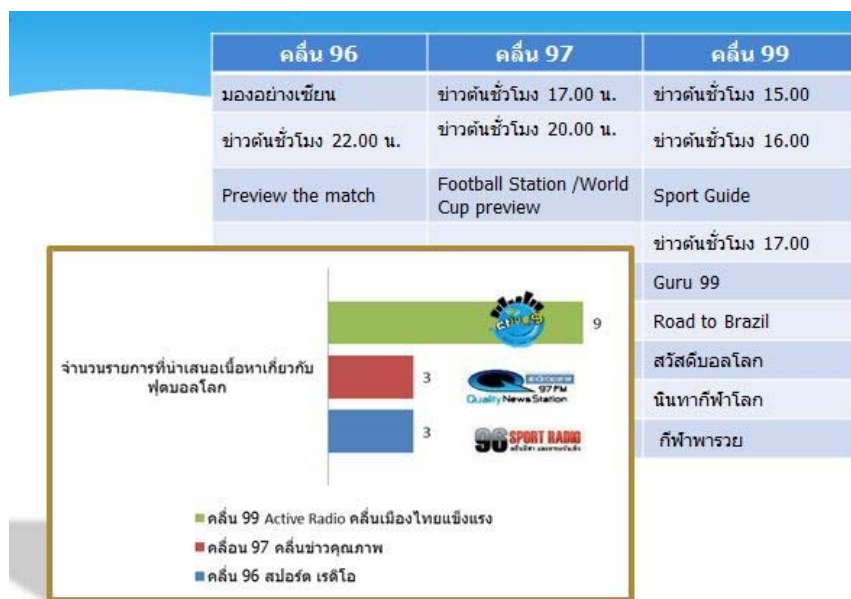 คลื่น 96 คลื่น 97 คลื่น 99
มองอย่างเซียน ข่าวต้นชั่วโมง 17.00 น. ข่าวต้นชั่วโมง 15.00
ข่าวต้นชั่วโมง 22.00 น. ข่าวต้นชั่วโมง 20.00 น. ข่าวต้นชั่วโมง 16.00
Preview the match Football Station /World Sport Guide
Cup preview
ข่าวต้นชั่วโมง 17.00
Guru 99
Road to Brazil
สวัสดีบอลโลก
นินทากีฬาโลก
กีฬาพารวย
9
จำนวนรายการที่นำเสนอเนื้อหาเกี่ยวกับ
ฟุตบอลโลก
3
97 FM
Quality News Station
3
96 SPORT RADIO
คลื่น 99 Active Radio คลื่นเมืองไทยแข็งแรง
คลื่อน 97 คลื่นข่าวคุณภาพ
คลื่น 96 สปอร์ต เรดิโอ